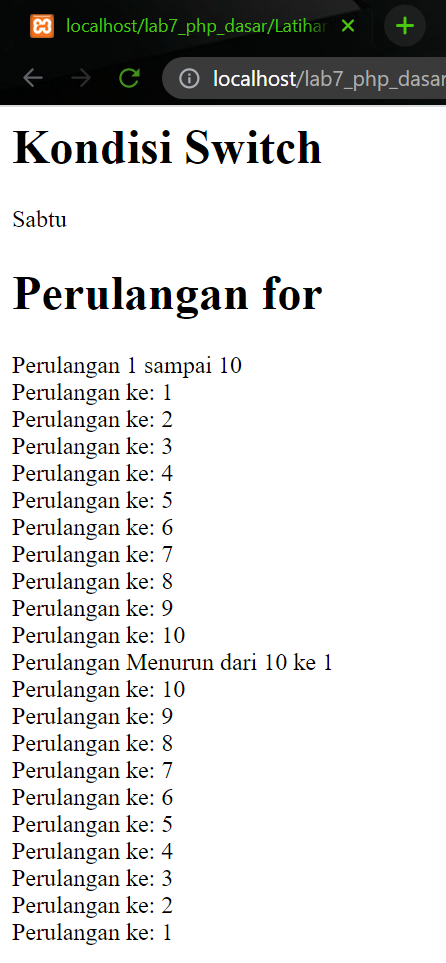 localhost/lab7_php_dasar/Latihan
localhost/lab7_php_dasar
Kondisi Switch
Sabtu
Perulangan for
Perulangan 1 sampai 10
Perulangan ke: 1
Perulangan ke: 2
Perulangan ke: 3
Perulangan ke: 4
Perulangan ke: 5
Perulangan ke: 6
Perulangan ke: 7
Perulangan ke: 8
Perulangan ke: 9
Perulangan ke: 10
Perulangan Menurun dari 10 ke 1
Perulangan ke: 10
Perulangan ke: 9
Perulangan ke: 8
Perulangan ke: 7
Perulangan ke: 6
Perulangan ke: 5
Perulangan ke: 4
Perulangan ke: 3
Perulangan ke: 2
Perulangan ke: 1